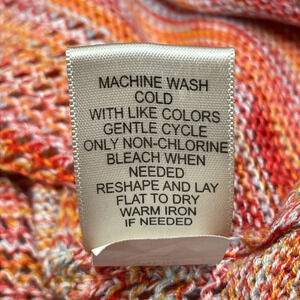 MACHINE WASH
COLD
WITH LIKE COLORS
GENTLE CYCLE
ONLY NON-CHLORINE
BLEACH WHEN
NEEDED
RESHAPE AND LAY
FLAT TO DRY
WARM IRON
IF NEEDED